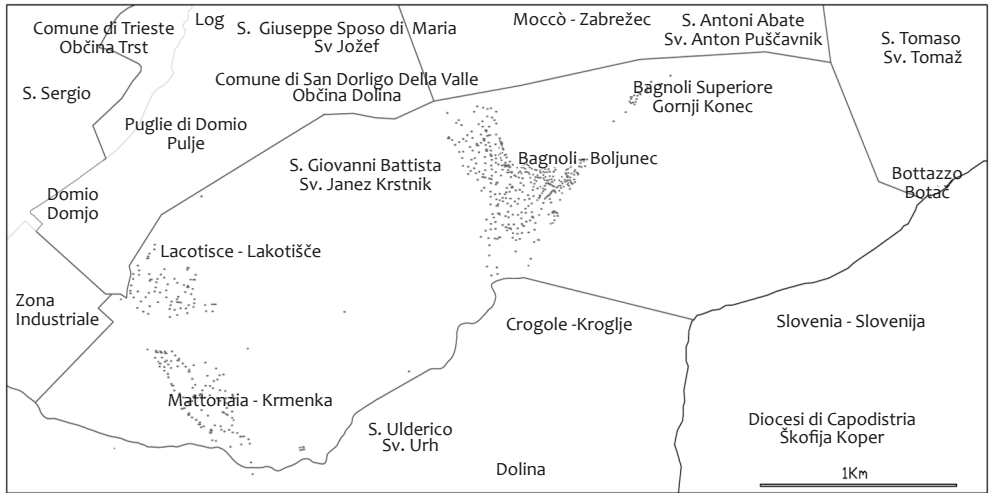 Comune di Trieste
Občina Trst
Log
S. Giuseppe Sposo di Maria
Sv Jožef
Moccò - Zabrežec
S. Antoni Abate
Sv. Anton Puščavnik
S. Tomaso
Sv. Tomaž
S. Sergio
Comune di San Dorligo Della Valle
Občina Dolina
Bagnoli Superiore
Gornji Konec
Puglie di Domio
Pulje
S. Giovanni Battista
Sv. Janez Krstnik
Bagnoli - Boljunec
Bottazzo
Botač
Domio
Domjo
Lacotisce - Lakotišče
Zona
Industriale
Crogole -Kroglje
Slovenia - Slovenija
Mattonaia - Krmenka
S. Ulderico
Sv. Urh
Diocesi di Capodistria
Škofija Koper
Dolina
1Km